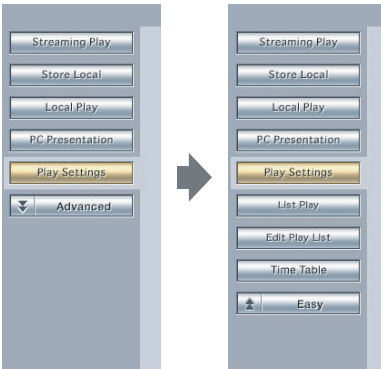 Streaming Play
Store Local
Local Play
PC Presentation
Play Settings
Advanced
Streaming Play
Store Local
Local Play
PC Presentation
Play Settings
List Play
Edit Play List
Time Table
Easy